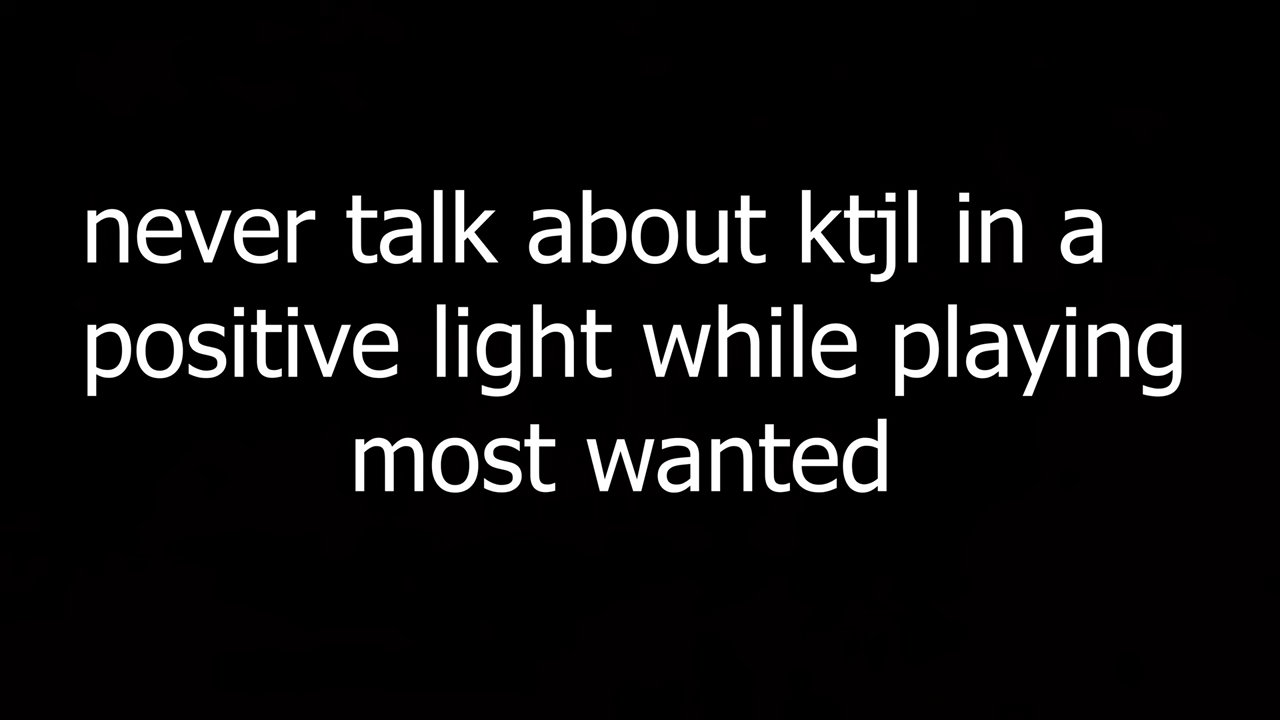 never talk about ktjl in a
positive light while playing
most wanted